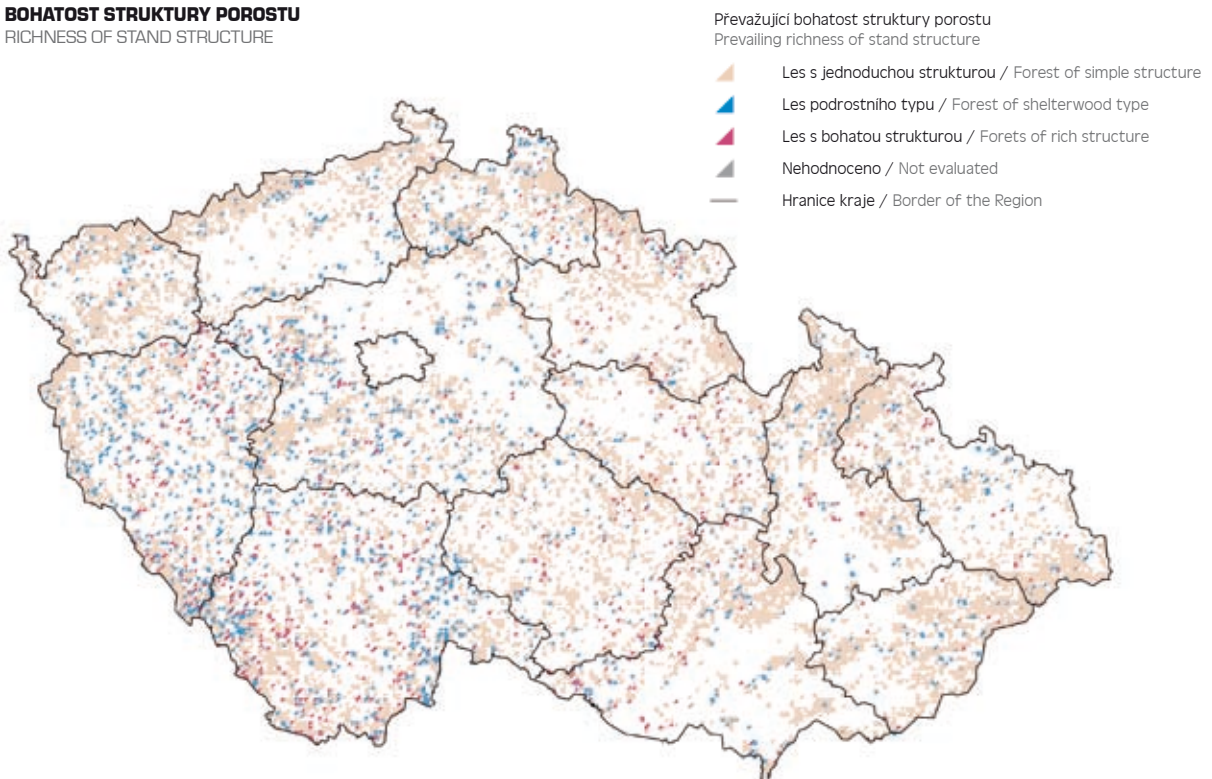 BOHATOST STRUKTURY POROSTU
RICHNESS OF STAND STRUCTURE
Převažující bohatost struktury porostu
Prevailing richness of stand structure
Les s jednoduchou strukturou / Forest of simple structure
Les podrostního typu / Forest of shelterwood type
Les s bohatou strukturou / Forets of rich structure
Nehodnoceno / Not evaluated
Hranice kraje / Border of the Region